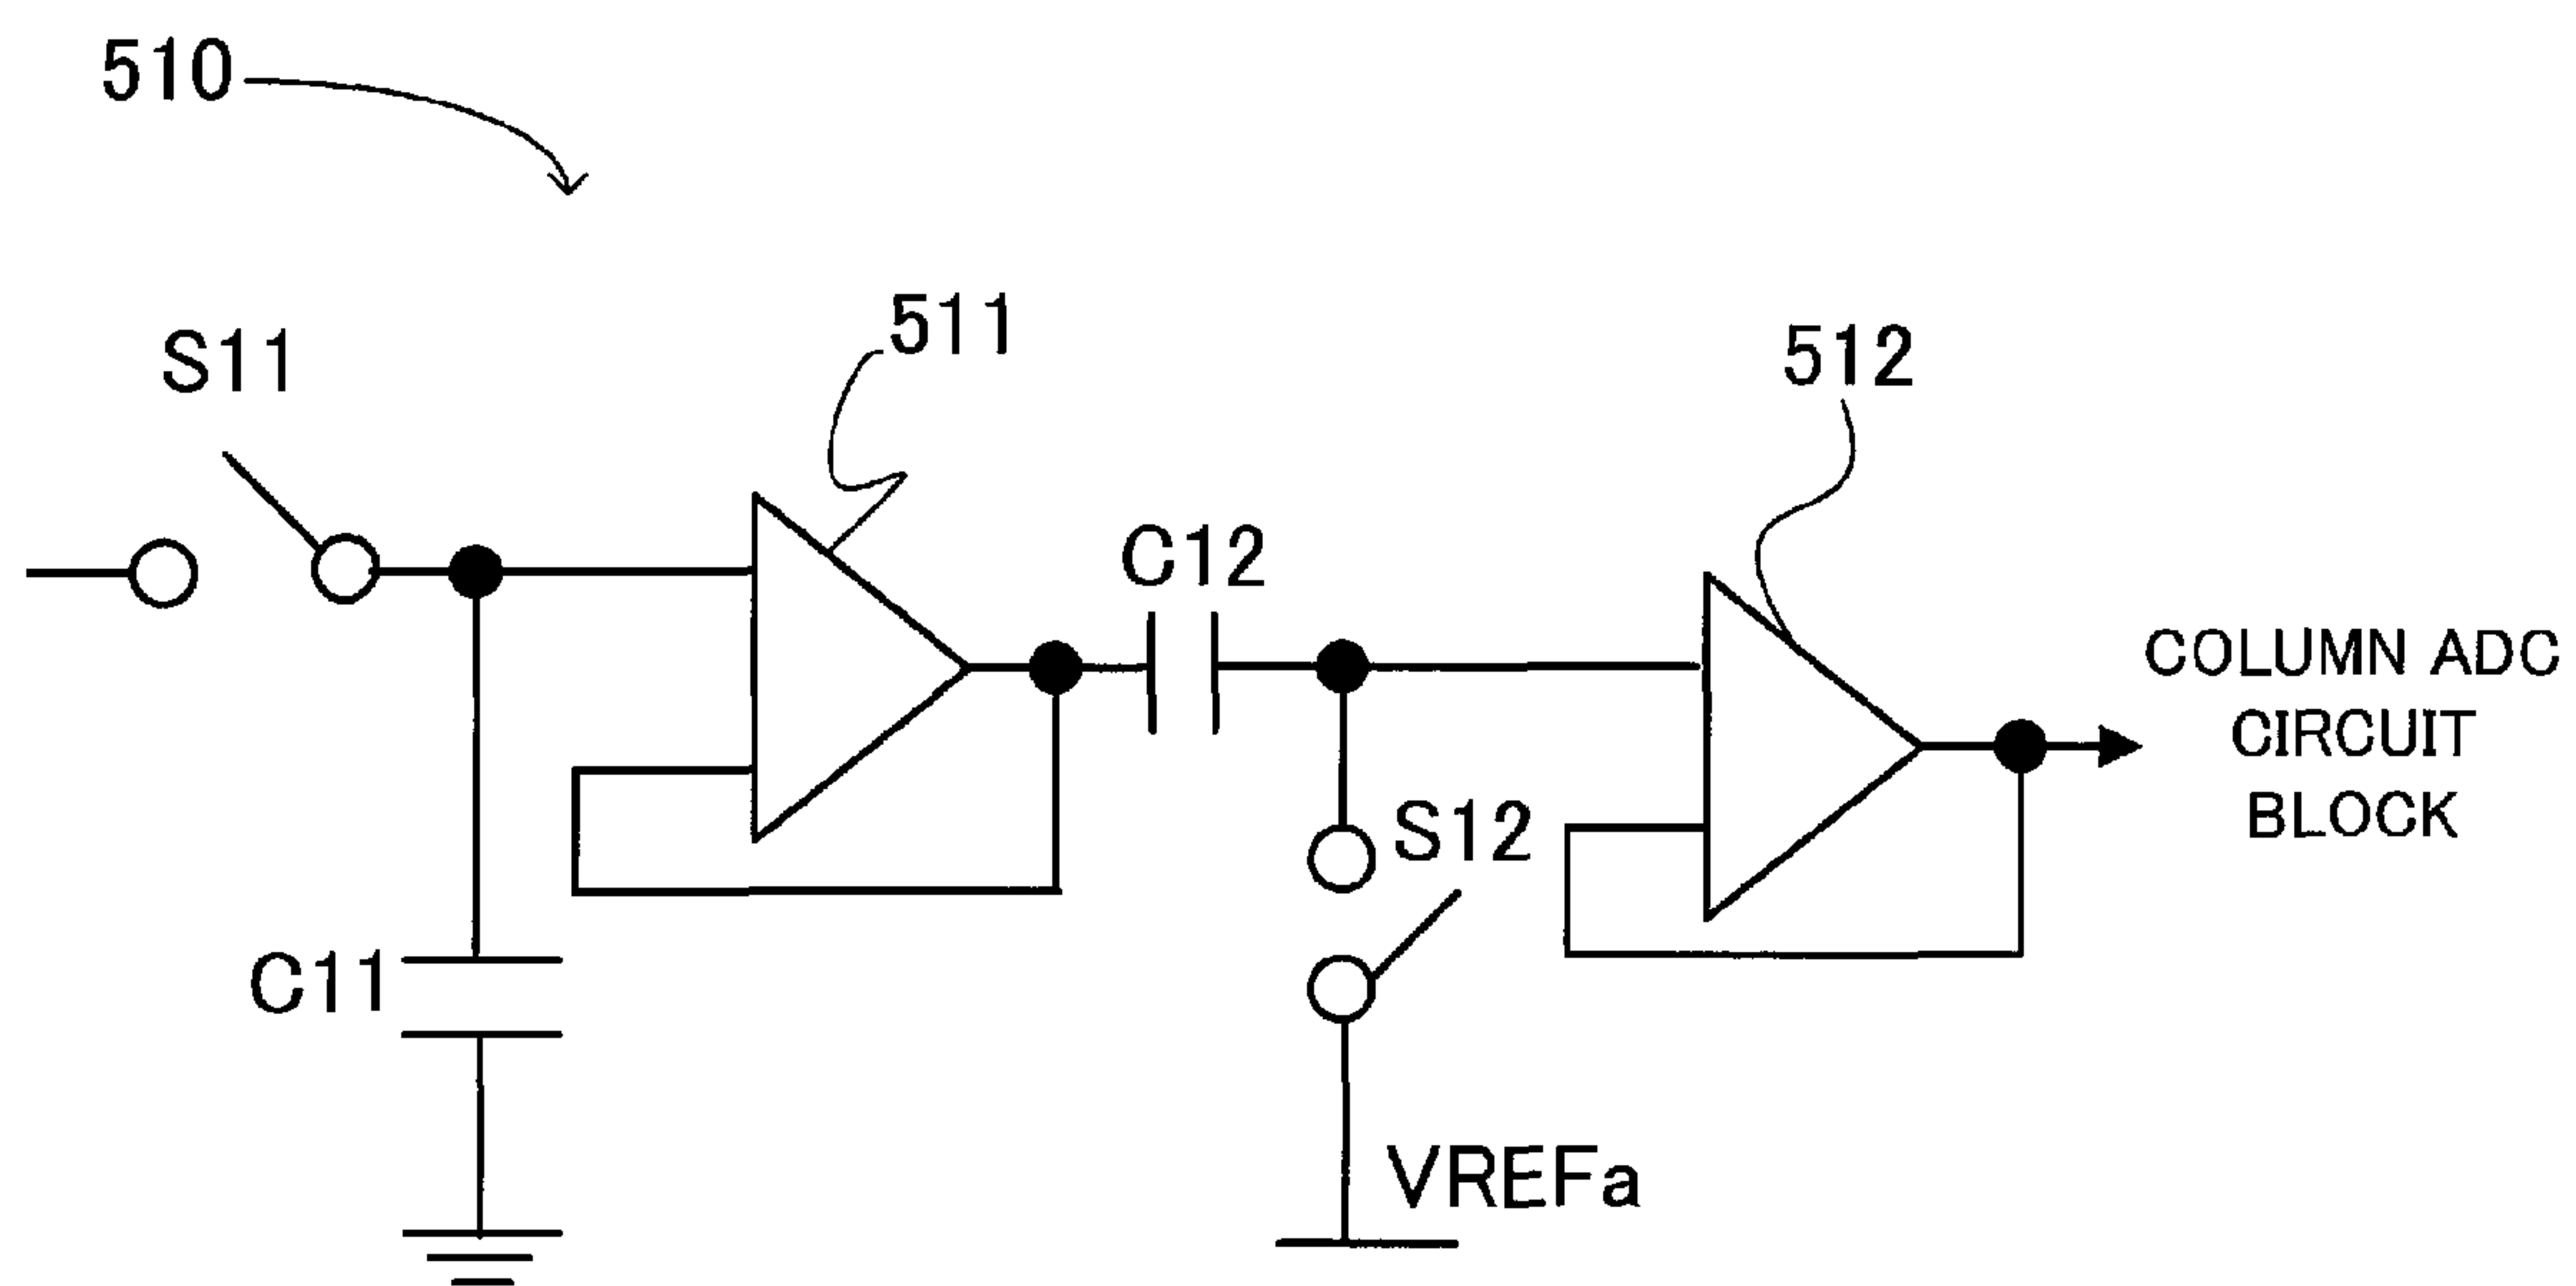 510
S11
511
512
C12
COLUMN ADC
CIRCUIT
BLOCK
S12
C11
VREFa